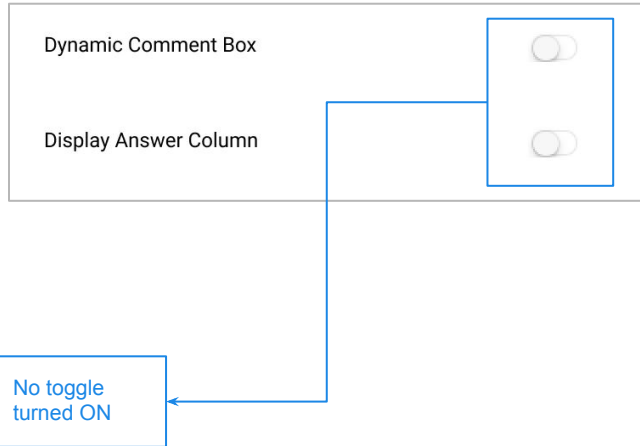 Dynamic Comment Box
Display Answer Column
No toggle
turned ON